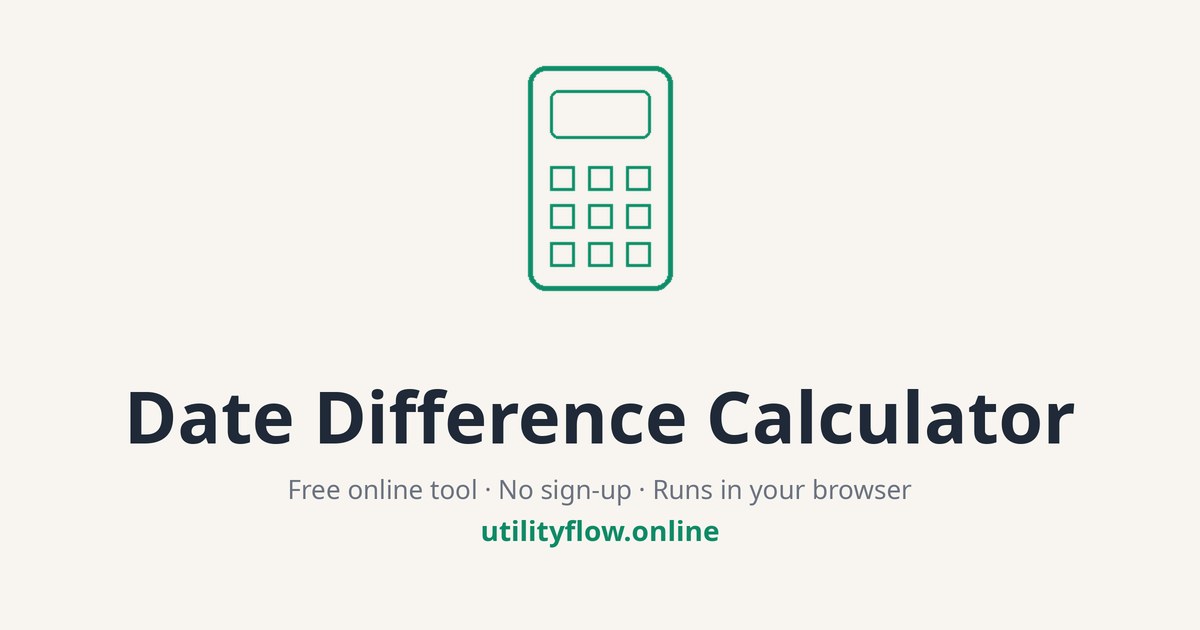 Date Difference Calculator
Free online tool · No sign-up · Runs in your browser
utilityflow.online